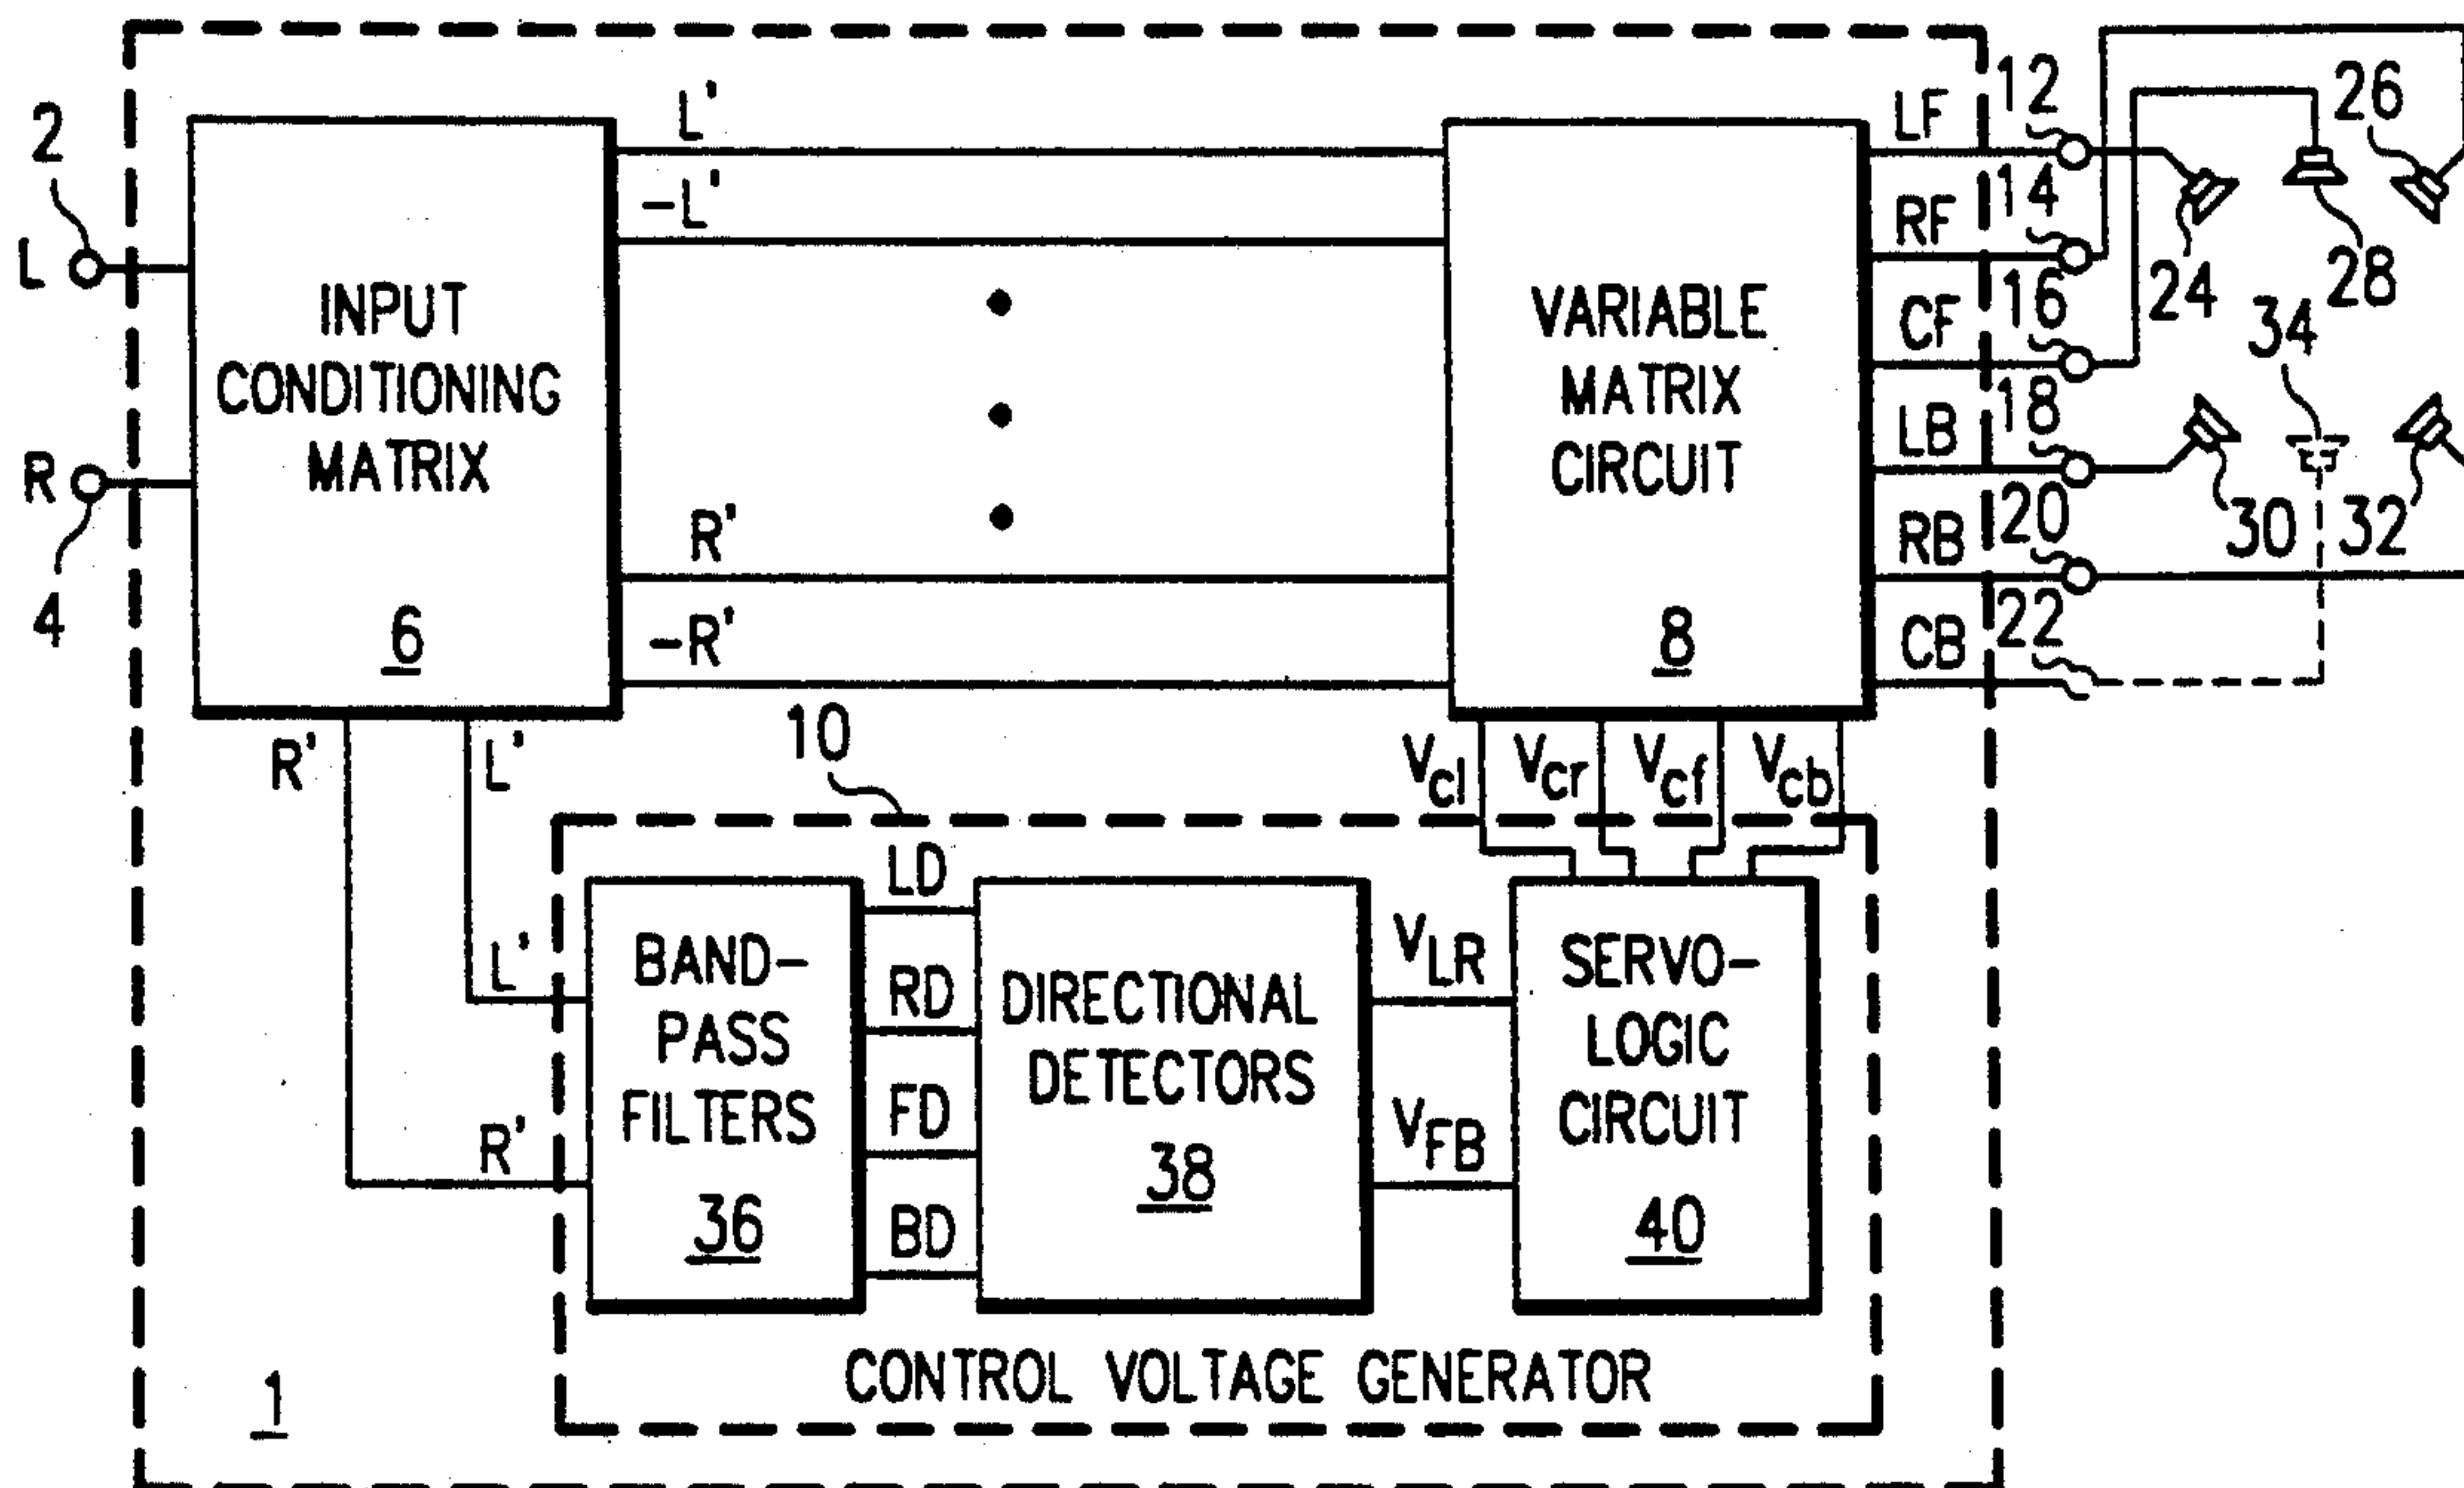 2
L
R
4
INPUT
CONDITIONING
MATRIX
6
L'
-L'
R'
-R'
VARIABLE
MATRIX
CIRCUIT
8
LF
RF
CF
LB
RB
CB
12
14
16
18
20
22
24
26
28
34
30
32
R'
L'
10
Vcl
Vcr
Vcf
Vcb
L'
R'
BAND-
PASS
FILTERS
36
LD
RD
FD
BD
DIRECTIONAL
DETECTORS
38
VLR
VFB
SERVO-
LOGIC
CIRCUIT
40
CONTROL VOLTAGE GENERATOR
1